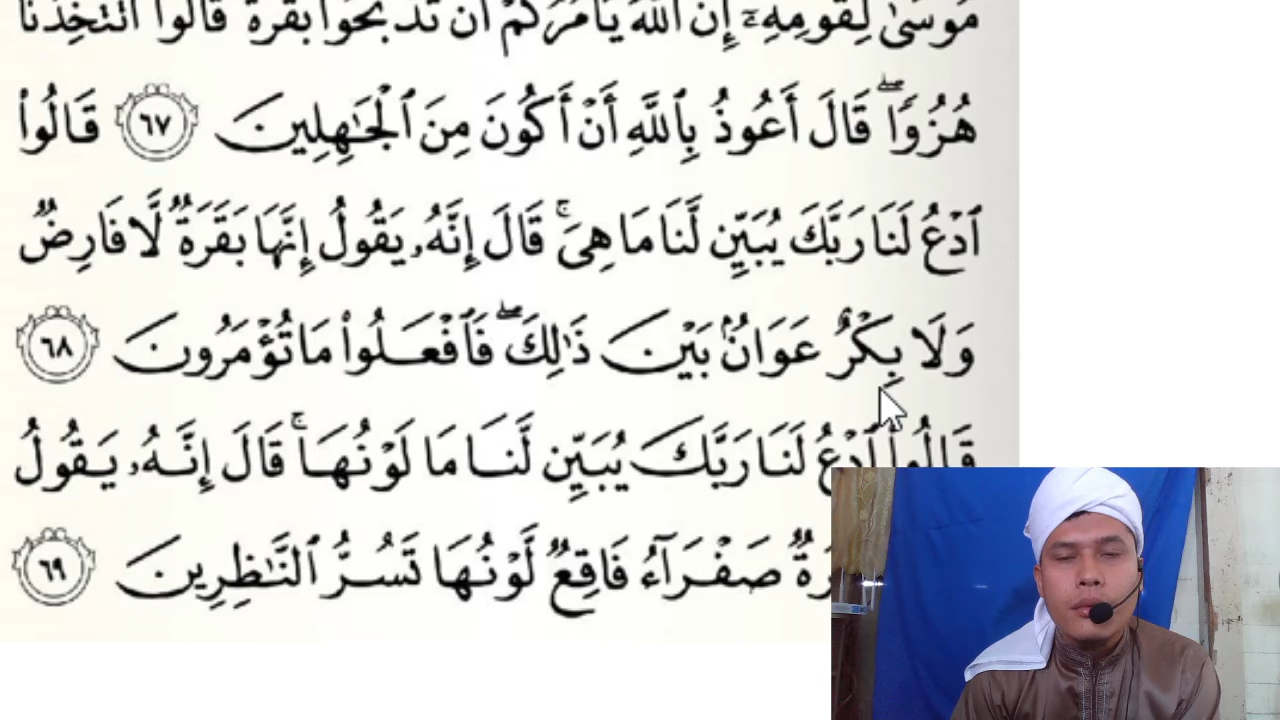 مُوسَىٰ لِقَوْمِهِۦٓ إِنَّ ٱللَّهَ يَأْمُرُكُمْ أَن تَذْبَحُوا۟ بَقَرَةً قَالُوٓا۟ أَتَتَّخِذُنَا
هُزُوًا ۖ قَالَ أَعُوذُ بِٱللَّهِ أَنْ أَكُونَ مِنَ ٱلْجَـٰهِلِينَ ٦٧ قَالُوا۟
ٱدْعُ لَنَا رَبَّكَ يُبَيِّن لَّنَا مَا هِىَ ۚ قَالَ إِنَّهُۥ يَقُولُ إِنَّهَا بَقَرَةٌ لَّا فَارِضٌ
وَلَا بِكْرٌ عَوَانٌۢ بَيْنَ ذَٰلِكَ ۖ فَٱفْعَلُوا۟ مَا تُؤْمَرُونَ ٦٨
قَالُوا۟ ٱدْعُ لَنَا رَبَّكَ يُبَيِّن لَّنَا مَا لَوْنُهَا ۚ قَالَ إِنَّهُۥ يَقُولُ
صَفْرَآءُ فَاقِعٌ لَّوْنُهَا تَسُرُّ ٱلنَّـٰظِرِينَ ٦٩